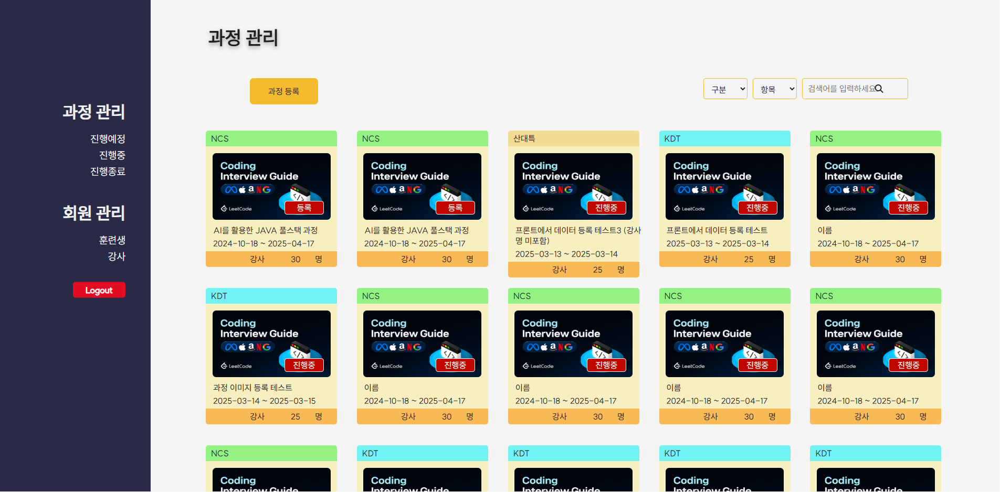 과정 관리
진행예정
진행중
진행종료
회원 관리
훈련생
강사
Logout
과정 관리
과정 등록
구분
항목
검색어를 입력하세요
NCS
Coding
Interview Guide
a N G
LeetCode
등록
AI를 활용한 JAVA 풀스택 과정
2024-10-18 ~ 2025-04-17
강사 30 명
NCS
Coding
Interview Guide
a N G
LeetCode
등록
AI를 활용한 JAVA 풀스택 과정
2024-10-18 ~ 2025-04-17
강사 30 명
산대특
Coding
Interview Guide
a N G
LeetCode
진행중
프론트에서 데이터 등록 테스트3 (강사
명 미포함)
2025-03-13 ~ 2025-03-14
강사 25 명
KDT
Coding
Interview Guide
a N G
LeetCode
진행중
프론트에서 데이터 등록 테스트
2025-03-13 ~ 2025-03-14
강사 25 명
NCS
Coding
Interview Guide
a N G
LeetCode
진행중
이름
2024-10-18 ~ 2025-04-17
강사 30 명
KDT
Coding
Interview Guide
a N G
LeetCode
진행중
과정 이미지 등록 테스트
2025-03-14 ~ 2025-03-15
강사 25 명
NCS
Coding
Interview Guide
a N G
LeetCode
진행중
이름
2024-10-18 ~ 2025-04-17
강사 30 명
NCS
Coding
Interview Guide
a N G
LeetCode
진행중
이름
2024-10-18 ~ 2025-04-17
강사 30 명
NCS
Coding
Interview Guide
a N G
LeetCode
진행중
이름
2024-10-18 ~ 2025-04-17
강사 30 명
NCS
Coding
Interview Guide
a N G
LeetCode
진행중
이름
2024-10-18 ~ 2025-04-17
강사 30 명
NCS
Coding
Interview Guide
KDT
Coding
Interview Guide
KDT
Coding
Interview Guide
KDT
Coding
Interview Guide
KDT
Coding
Interview Guide